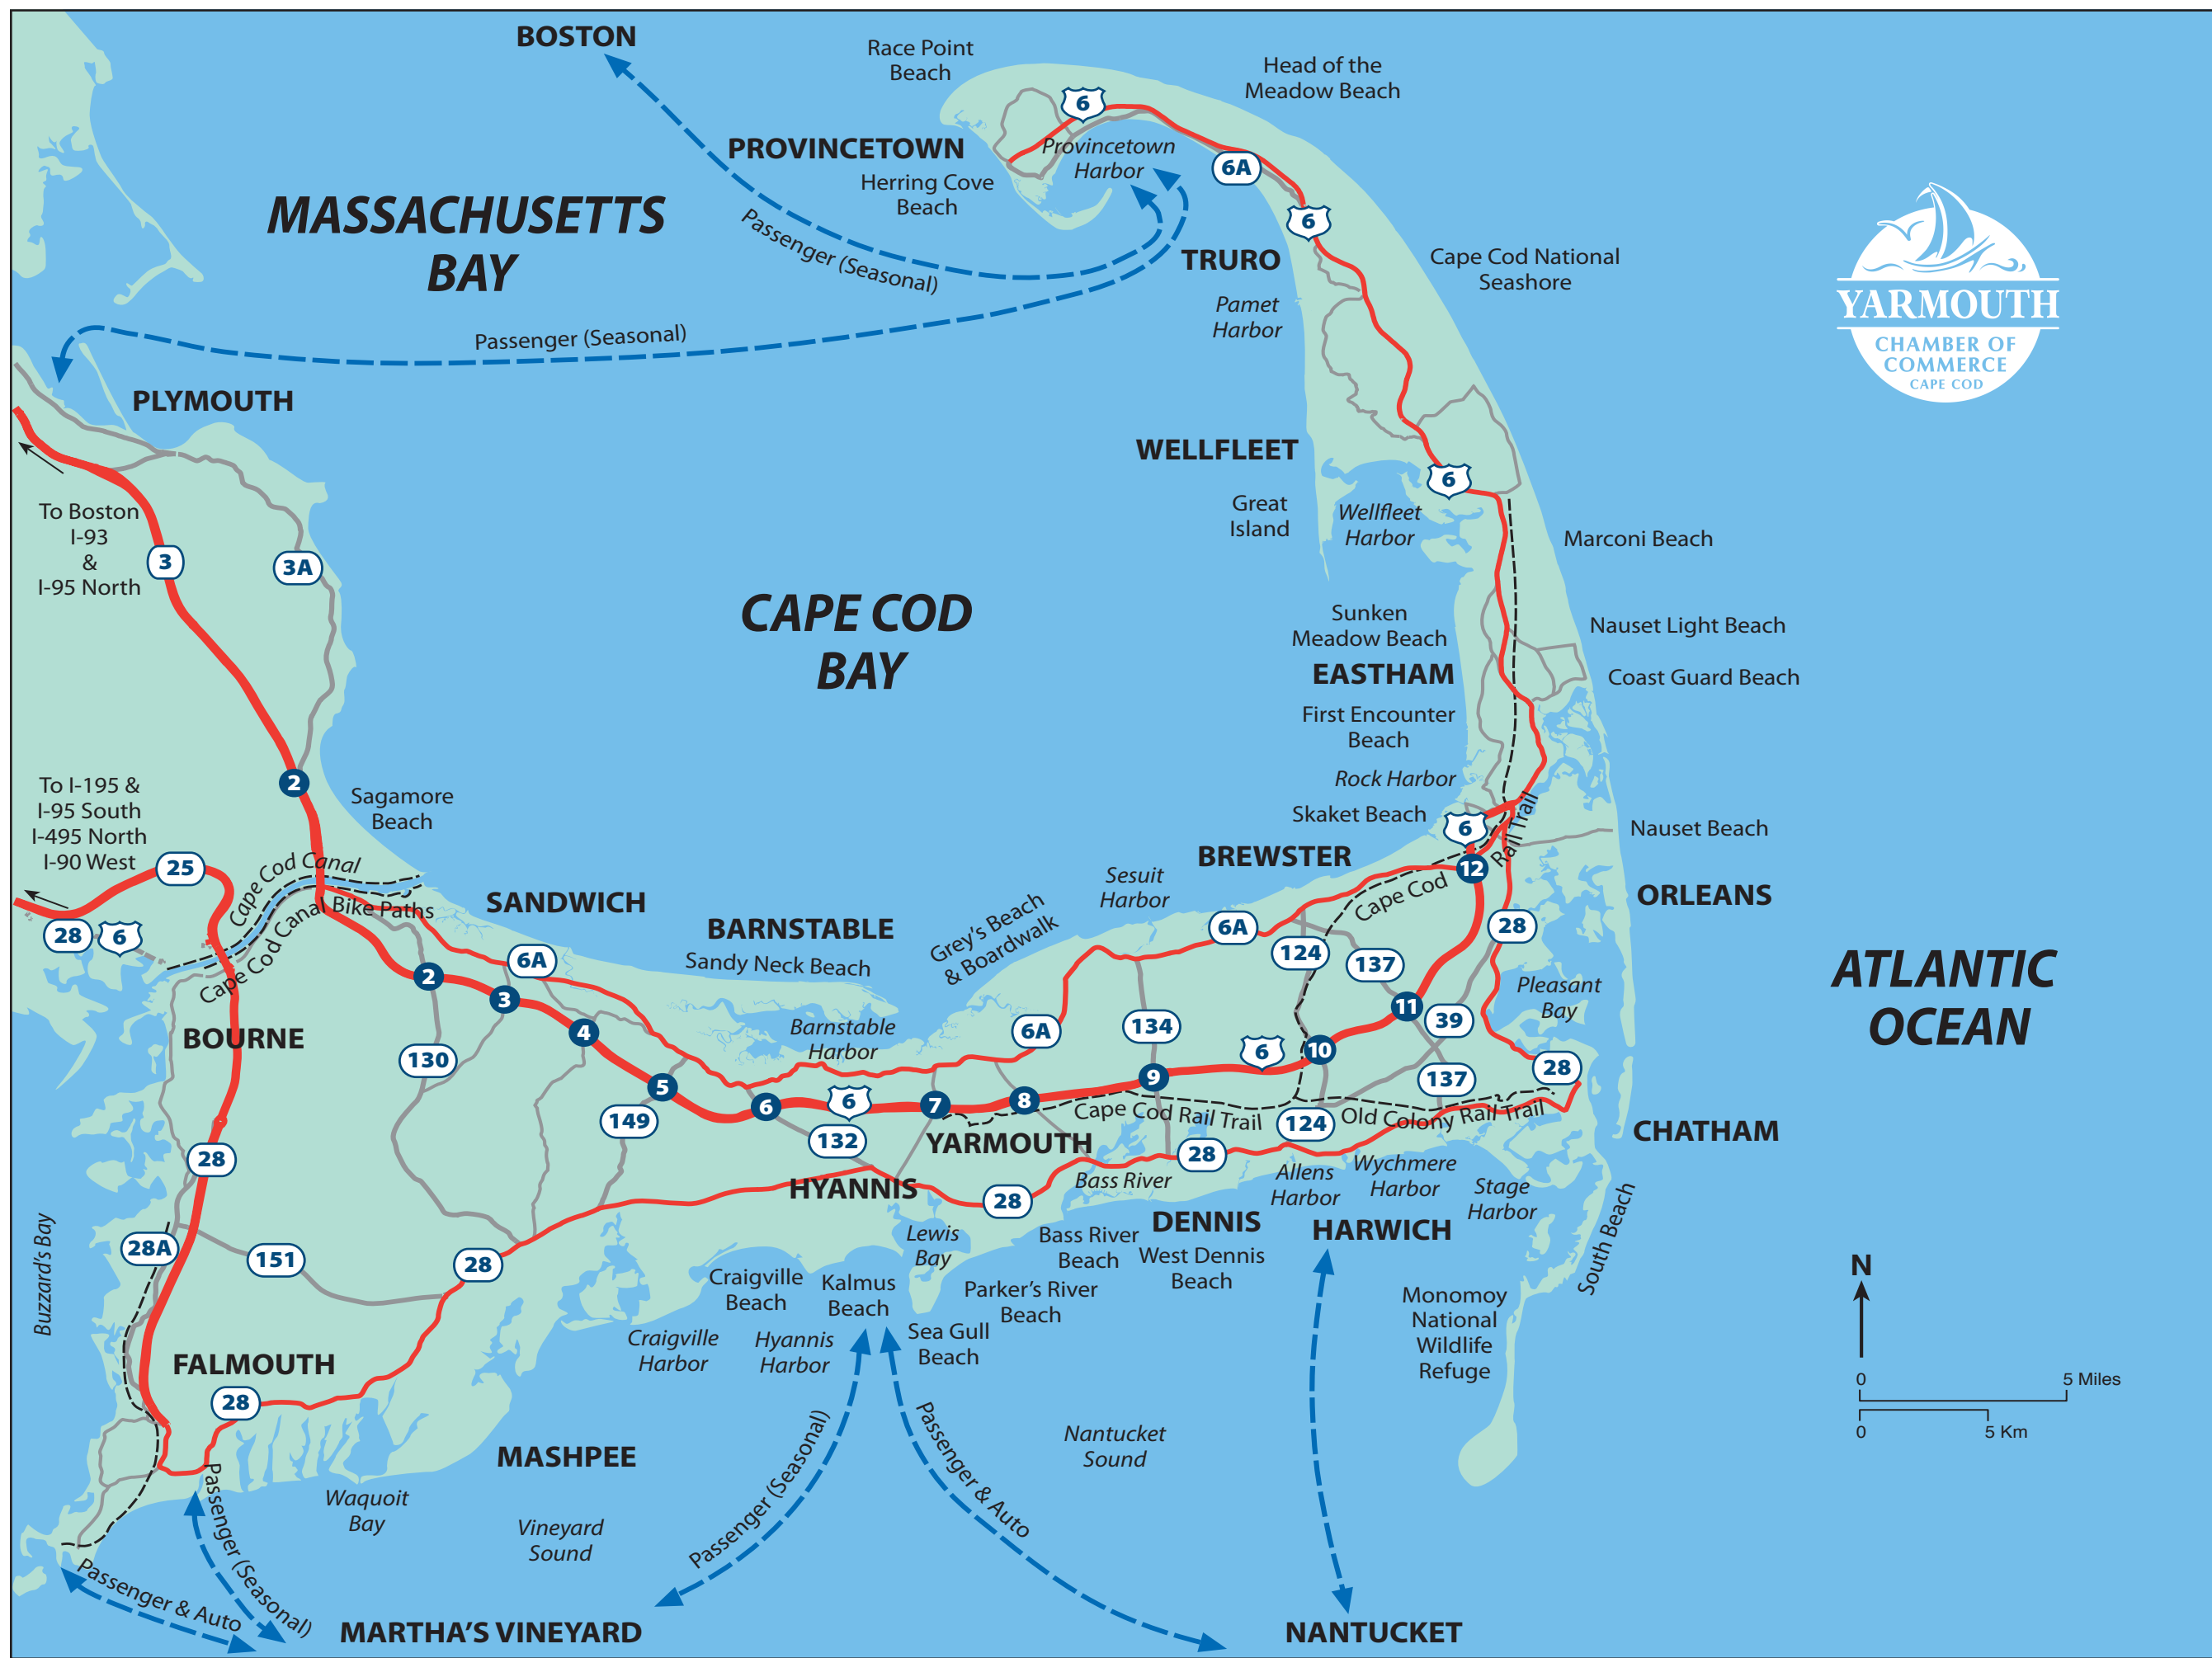 BOSTON
Race Point
Beach
Head of the
Meadow Beach
6
PROVINCETOWN
Provincetown
Harbor
6A
Herring Cove
Beach
MASSACHUSETTS
BAY
Passenger (Seasonal)
6
TRURO
Cape Cod National
Seashore
Pamet
Harbor
YARMOUTH
CHAMBER OF
COMMERCE
CAPE COD
Passenger (Seasonal)
PLYMOUTH
WELLFLEET
6
Great
Island
Wellfleet
Harbor
To Boston
I-93
&
I-95 North
3
3A
Marconi Beach
CAPE COD
BAY
Sunken
Meadow Beach
Nauset Light Beach
EASTHAM
Coast Guard Beach
First Encounter
Beach
Rock Harbor
2
To I-195 &
I-95 South
I-495 North
I-90 West
Sagamore
Beach
Skaket Beach
6
Rail Trail
Nauset Beach
25
Cape Cod Canal
Cape Cod Canal Bike Paths
28
6
SANDWICH
BREWSTER
12
Sesuit
Harbor
Cape Cod
ORLEANS
BARNSTABLE
Sandy Neck Beach
Grey's Beach
& Boardwalk
6A
28
6A
124
137
2
3
Pleasant
Bay
ATLANTIC
OCEAN
11
39
BOURNE
4
Barnstable
Harbor
6A
134
6
10
130
28
137
5
6
6
7
8
9
149
132
Cape Cod Rail Trail
124
Old Colony Rail Trail
YARMOUTH
CHATHAM
28
28
HYANNIS
28
Bass River
Allens
Harbor
Wychmere
Harbor
Stage
Harbor
South Beach
Buzzard's Bay
28A
151
28
Lewis
Bay
Bass River
Beach
DENNIS
West Dennis
Beach
HARWICH
Craigville
Beach
Kalmus
Beach
Parker's River
Beach
Monomoy
National
Wildlife
Refuge
N
Craigville
Harbor
Hyannis
Harbor
Sea Gull
Beach
FALMOUTH
28
0
5 Miles
0
5 Km
MASHPEE
Passenger (Seasonal)
Passenger & Auto
Nantucket
Sound
Waquoit
Bay
Vineyard
Sound
Passenger (Seasonal)
Passenger & Auto
MARTHA'S VINEYARD
NANTUCKET